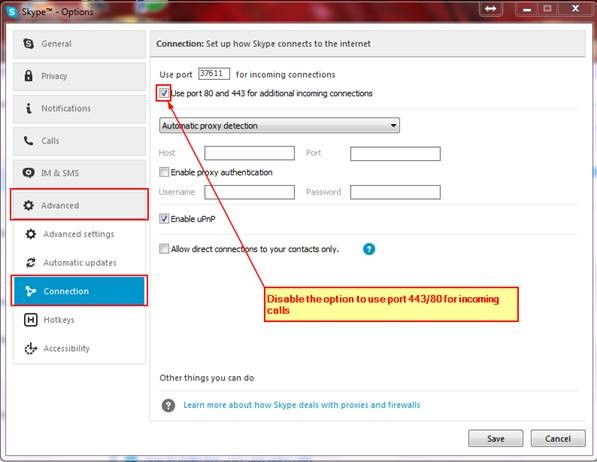 Skype™ - Options
General
Privacy
Notifications
Calls
IM & SMS
Advanced
Advanced settings
Automatic updates
Connection
Hotkeys
Accessibility
Connection: Set up how Skype connects to the internet
Use port 37611 for incoming connections
Use port 80 and 443 for additional incoming connections
Automatic proxy detection
Host Port
Enable proxy authentication
Username Password
Enable uPnP
Allow direct connections to your contacts only. ?
Disable the option to use port 443/80 for incoming
calls
Other things you can do
? Learn more about how Skype deals with proxies and firewalls
Save Cancel